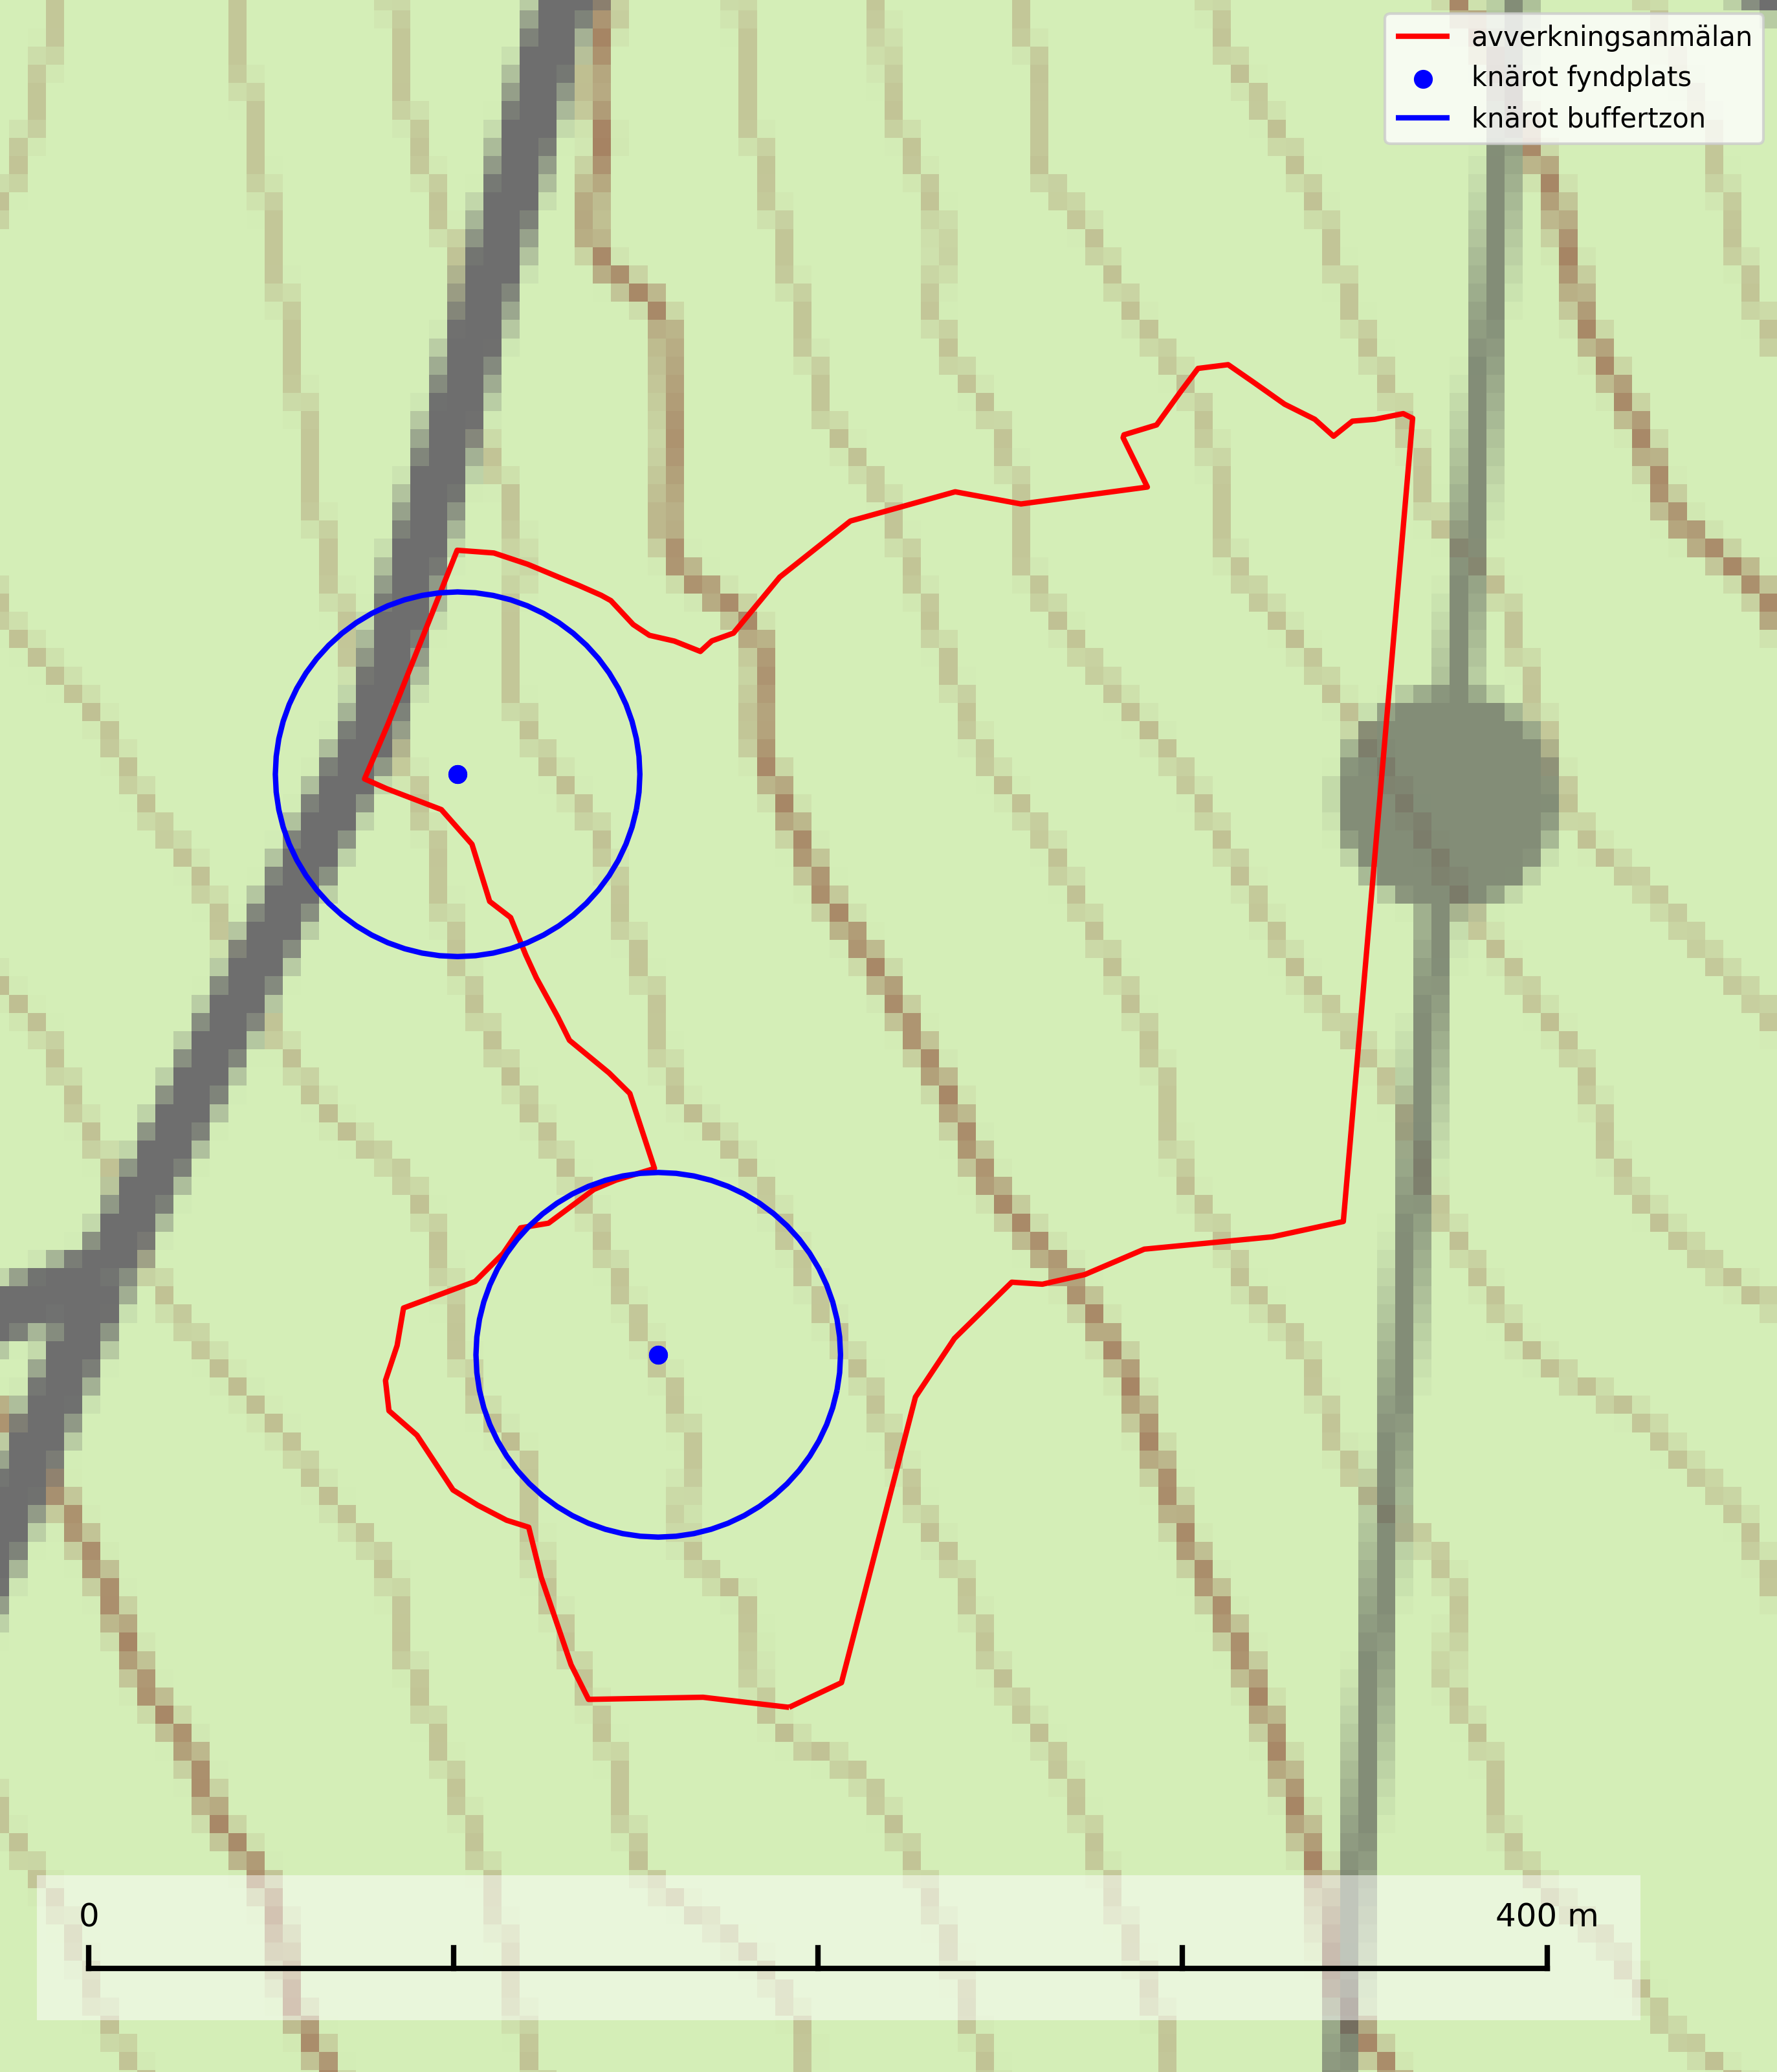 avverkningsanmälan
knärot fyndplats
knärot buffertzon
0
400 m